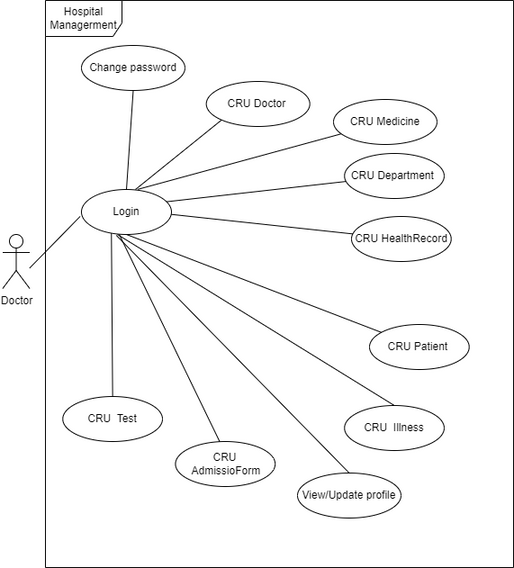 Hospital
Managerment
Change password
CRU Doctor
CRU Medicine
CRU Department
Login
CRU HealthRecord
Doctor
CRU Patient
CRU Test
CRU Illness
CRU
AdmissioForm
View/Update profile